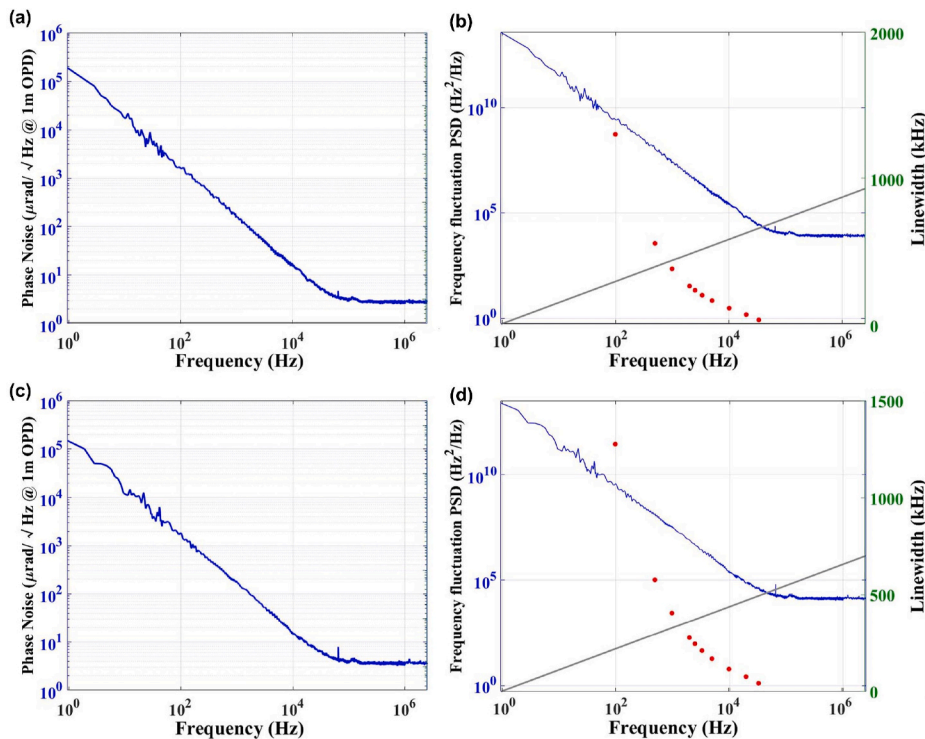 (a)
Phase Noise (μrad/ √ Hz @ 1m OPD)
10^6
10^5
10^4
10^3
10^2
10^1
10^0
10^0 10^2 10^4 10^6
Frequency (Hz)
(b)
Frequency fluctuation PSD (Hz^2/Hz)
10^10
10^5
10^0
10^0 10^2 10^4 10^6
Frequency (Hz)
2000
1000
0
Linewidth (kHz)
(c)
Phase Noise (μrad/ √ Hz @ 1m OPD)
10^6
10^5
10^4
10^3
10^2
10^1
10^0
10^0 10^2 10^4 10^6
Frequency (Hz)
(d)
Frequency fluctuation PSD (Hz^2/Hz)
10^10
10^5
10^0
10^0 10^2 10^4 10^6
Frequency (Hz)
1500
1000
500
0
Linewidth (kHz)